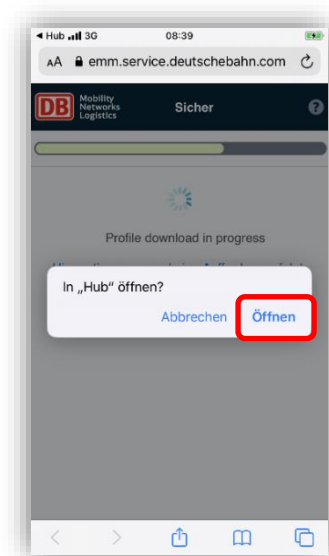 ◄ Hub 3G 08:39
AA emm.service.deutschebahn.com
DB Mobility
Networks
Logistics
Sicher ?
Profile download in progress
In „Hub“ öffnen?
Abbrechen Öffnen